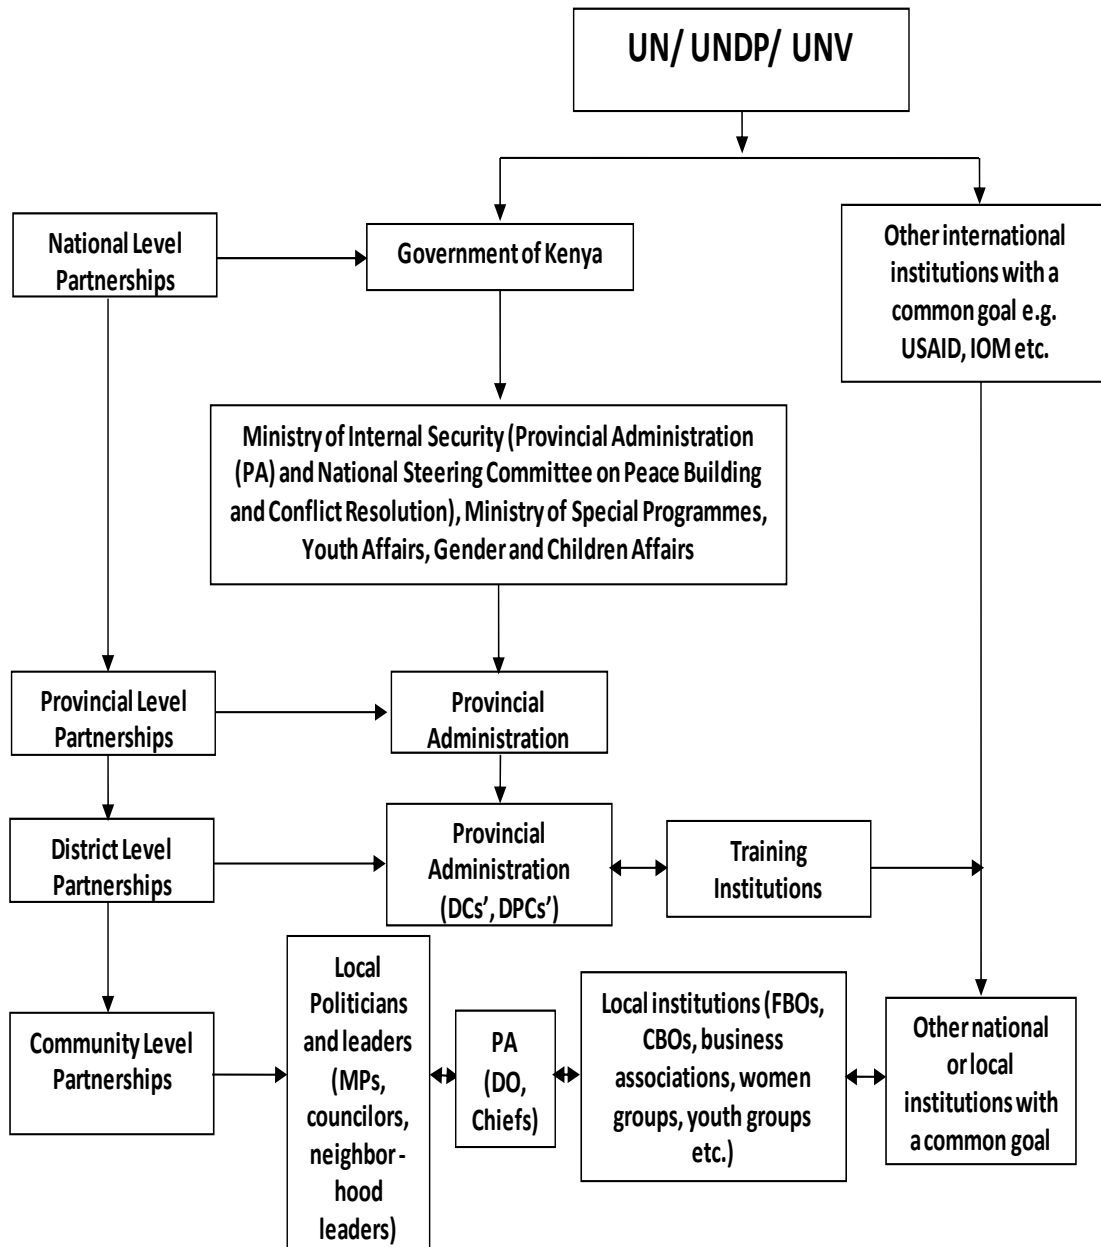 UN/ UNDP/ UNV
National Level
Partnerships
Government of Kenya
Other international
institutions with a
common goal e.g.
USAID, IOM etc.
Ministry of Internal Security (Provincial Administration
(PA) and National Steering Committee on Peace Building
and Conflict Resolution), Ministry of Special Programmes,
Youth Affairs, Gender and Children Affairs
Provincial Level
Partnerships
Provincial
Administration
District Level
Partnerships
Provincial
Administration
(DCs’, DPCs’)
Training
Institutions
Community Level
Partnerships
Local
Politicians
and leaders
(MPs,
councilors,
neighbor -
hood
leaders)
PA
(DO,
Chiefs)
Local institutions (FBOs,
CBOs, business
associations, women
groups, youth groups
etc.)
Other national
or local
institutions with
a common goal